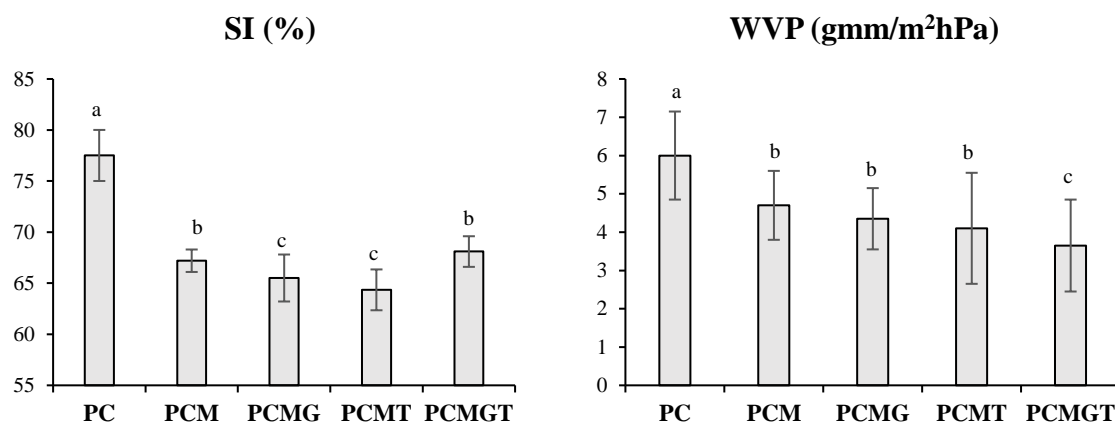 SI (%)
85
80
75
70
65
60
55
a
b
c
c
b
PC PCM PCMG PCMT PCMGT
WVP (gmm/m²hPa)
8
7
6
5
4
3
2
1
0
a
b
b
b
c
PC PCM PCMG PCMT PCMGT